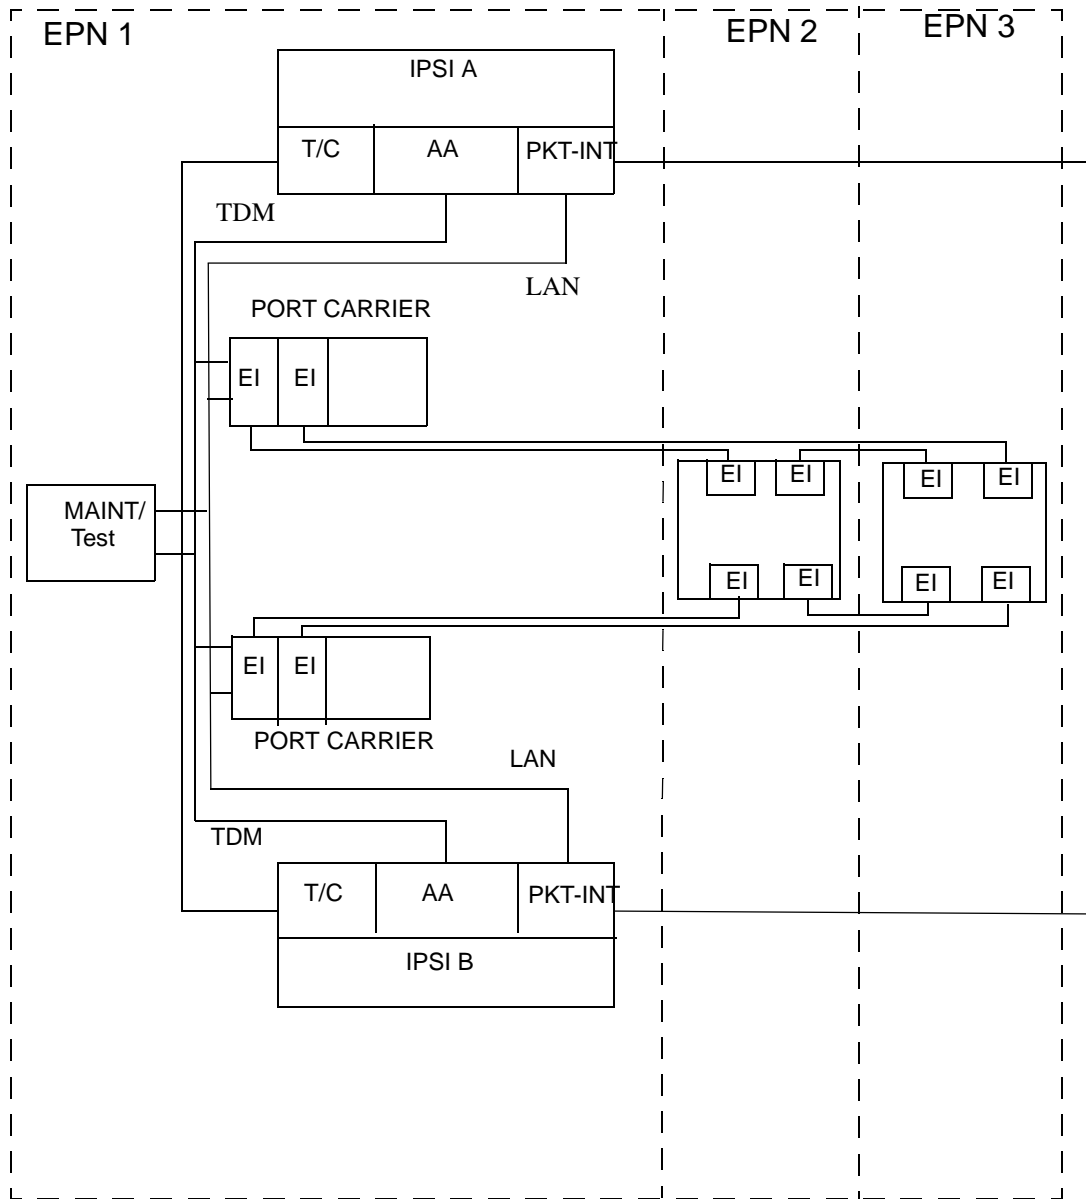 EPN 1
EPN 2
EPN 3
IPSI A
T/C
AA
PKT-INT
TDM
LAN
PORT CARRIER
EI
EI
EI
EI
EI
EI
MAINT/
Test
EI
EI
EI
EI
EI
EI
PORT CARRIER
LAN
TDM
T/C
AA
PKT-INT
IPSI B